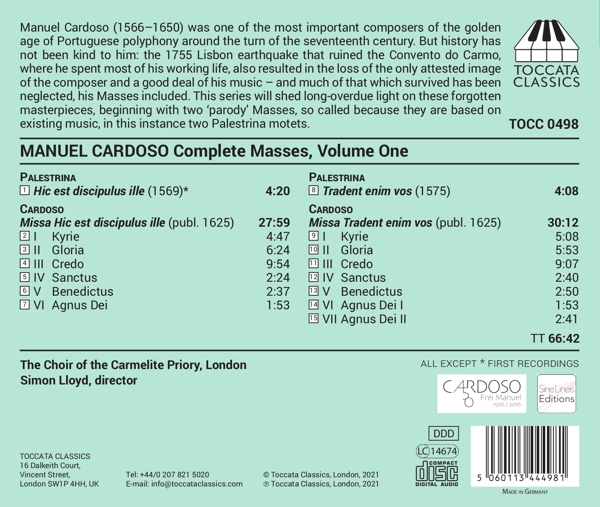 Manuel Cardoso (1566–1650) was one of the most important composers of the golden
age of Portuguese polyphony around the turn of the seventeenth century. But history has
not been kind to him: the 1755 Lisbon earthquake that ruined the Convento do Carmo,
where he spent most of his working life, also resulted in the loss of the only attested image
of the composer and a good deal of his music – and much of that which survived has been
neglected, his Masses included. This series will shed long-overdue light on these forgotten
masterpieces, beginning with two 'parody' Masses, so called because they are based on
existing music, in this instance two Palestrina motets.
TOCCATA
CLASSICS
TOCC 0498
MANUEL CARDOSO Complete Masses, Volume One
PALESTRINA
1 Hic est discipulus ille (1569)* 4:20
CARDOSO
Missa Hic est discipulus ille (publ. 1625) 27:59
2 I Kyrie 4:47
3 II Gloria 6:24
4 III Credo 9:54
5 IV Sanctus 2:24
6 V Benedictus 2:37
7 VI Agnus Dei 1:53
PALESTRINA
8 Tradent enim vos (1575) 4:08
CARDOSO
Missa Tradent enim vos (publ. 1625) 30:12
9 I Kyrie 5:08
10 II Gloria 5:53
11 III Credo 9:07
12 IV Sanctus 2:40
13 V Benedictus 2:50
14 VI Agnus Dei I 1:53
15 VII Agnus Dei II 2:41
TT 66:42
The Choir of the Carmelite Priory, London
Simon Lloyd, director
ALL EXCEPT * FIRST RECORDINGS
CARDOSO
Frei Manuel
1566 | 2016
Sine Lineis
Editions
TOCCATA CLASSICS
16 Dalkeith Court,
Vincent Street,
London SW1P 4HH, UK
Tel: +44/0 207 821 5020
E-mail: info@toccataclassics.com
© Toccata Classics, London, 2021
℗ Toccata Classics, London, 2021
DDD
LC 14674
COMPACT
disc
DIGITAL AUDIO
5 060113 444981
MADE IN GERMANY